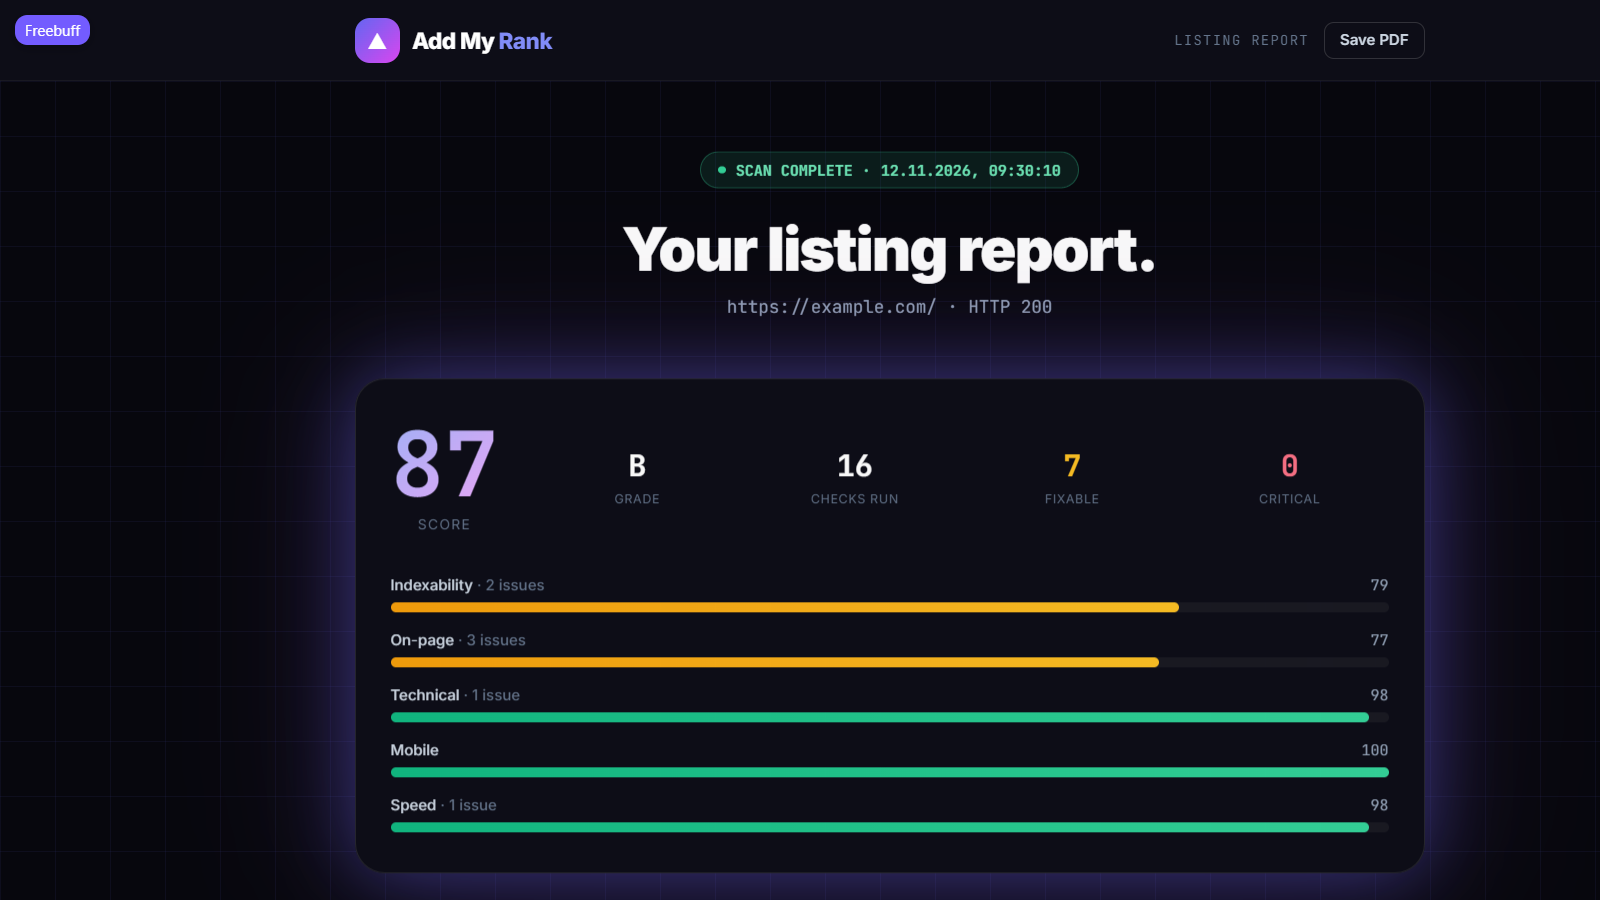 Freebuff
Add My Rank
LISTING REPORT
Save PDF
SCAN COMPLETE · 12.11.2026, 09:30:10
Your listing report.
https://example.com/ · HTTP 200
87
SCORE
B
GRADE
16
CHECKS RUN
7
FIXABLE
0
CRITICAL
Indexability · 2 issues
79
On-page · 3 issues
77
Technical · 1 issue
98
Mobile
100
Speed · 1 issue
98